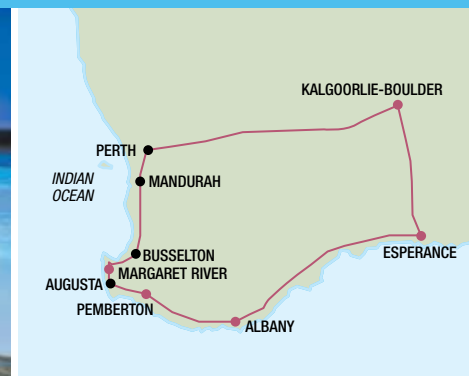 KALGOORLIE-BOULDER
PERTH
INDIAN
OCEAN
MANDURAH
BUSSELTON
ESPERANCE
MARGARET RIVER
AUGUSTA
PEMBERTON
ALBANY